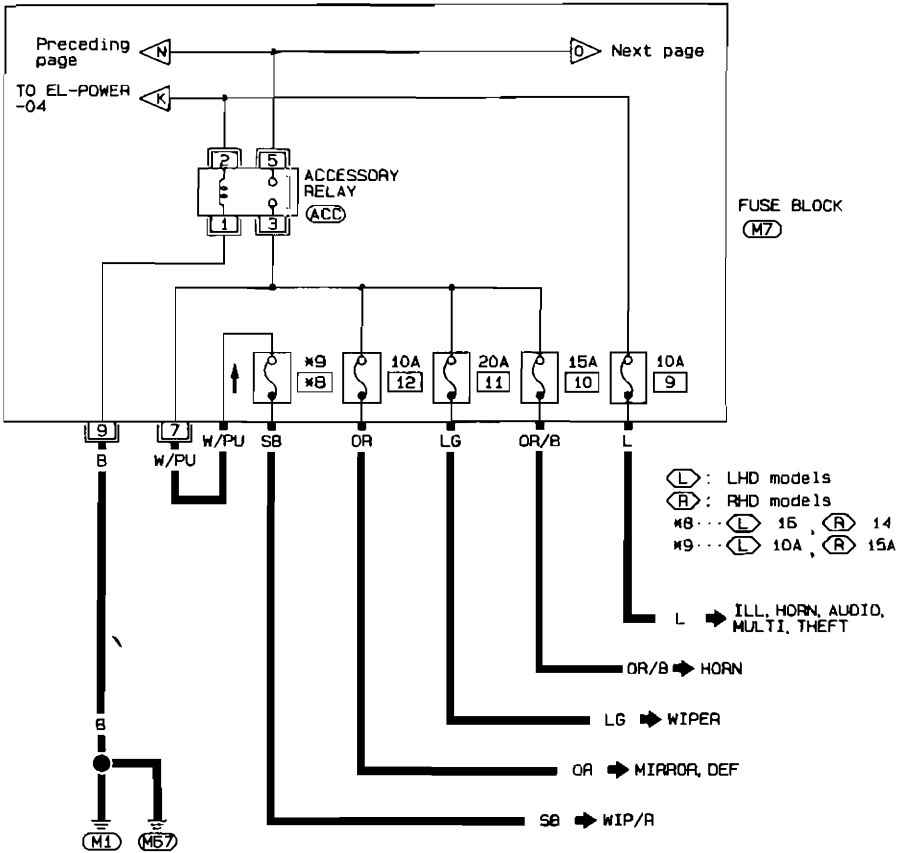 Preceding page
N
O
Next page
TO EL-POWER -04
K
2
5
ACCESSORY RELAY
ACC
1
3
FUSE BLOCK
M7
*9
*8
10A
12
20A
11
15A
10
10A
9
9
7
B
W/PU
W/PU
SB
OR
LG
OR/B
L
L : LHD models
R : RHD models
*8 ··· L 16 , R 14
*9 ··· L 10A , R 15A
L
ILL, HORN, AUDIO, MULTI, THEFT
OR/B
HORN
LG
WIPER
B
OR
MIRROR, DEF
SB
WIP/R
M1
M67